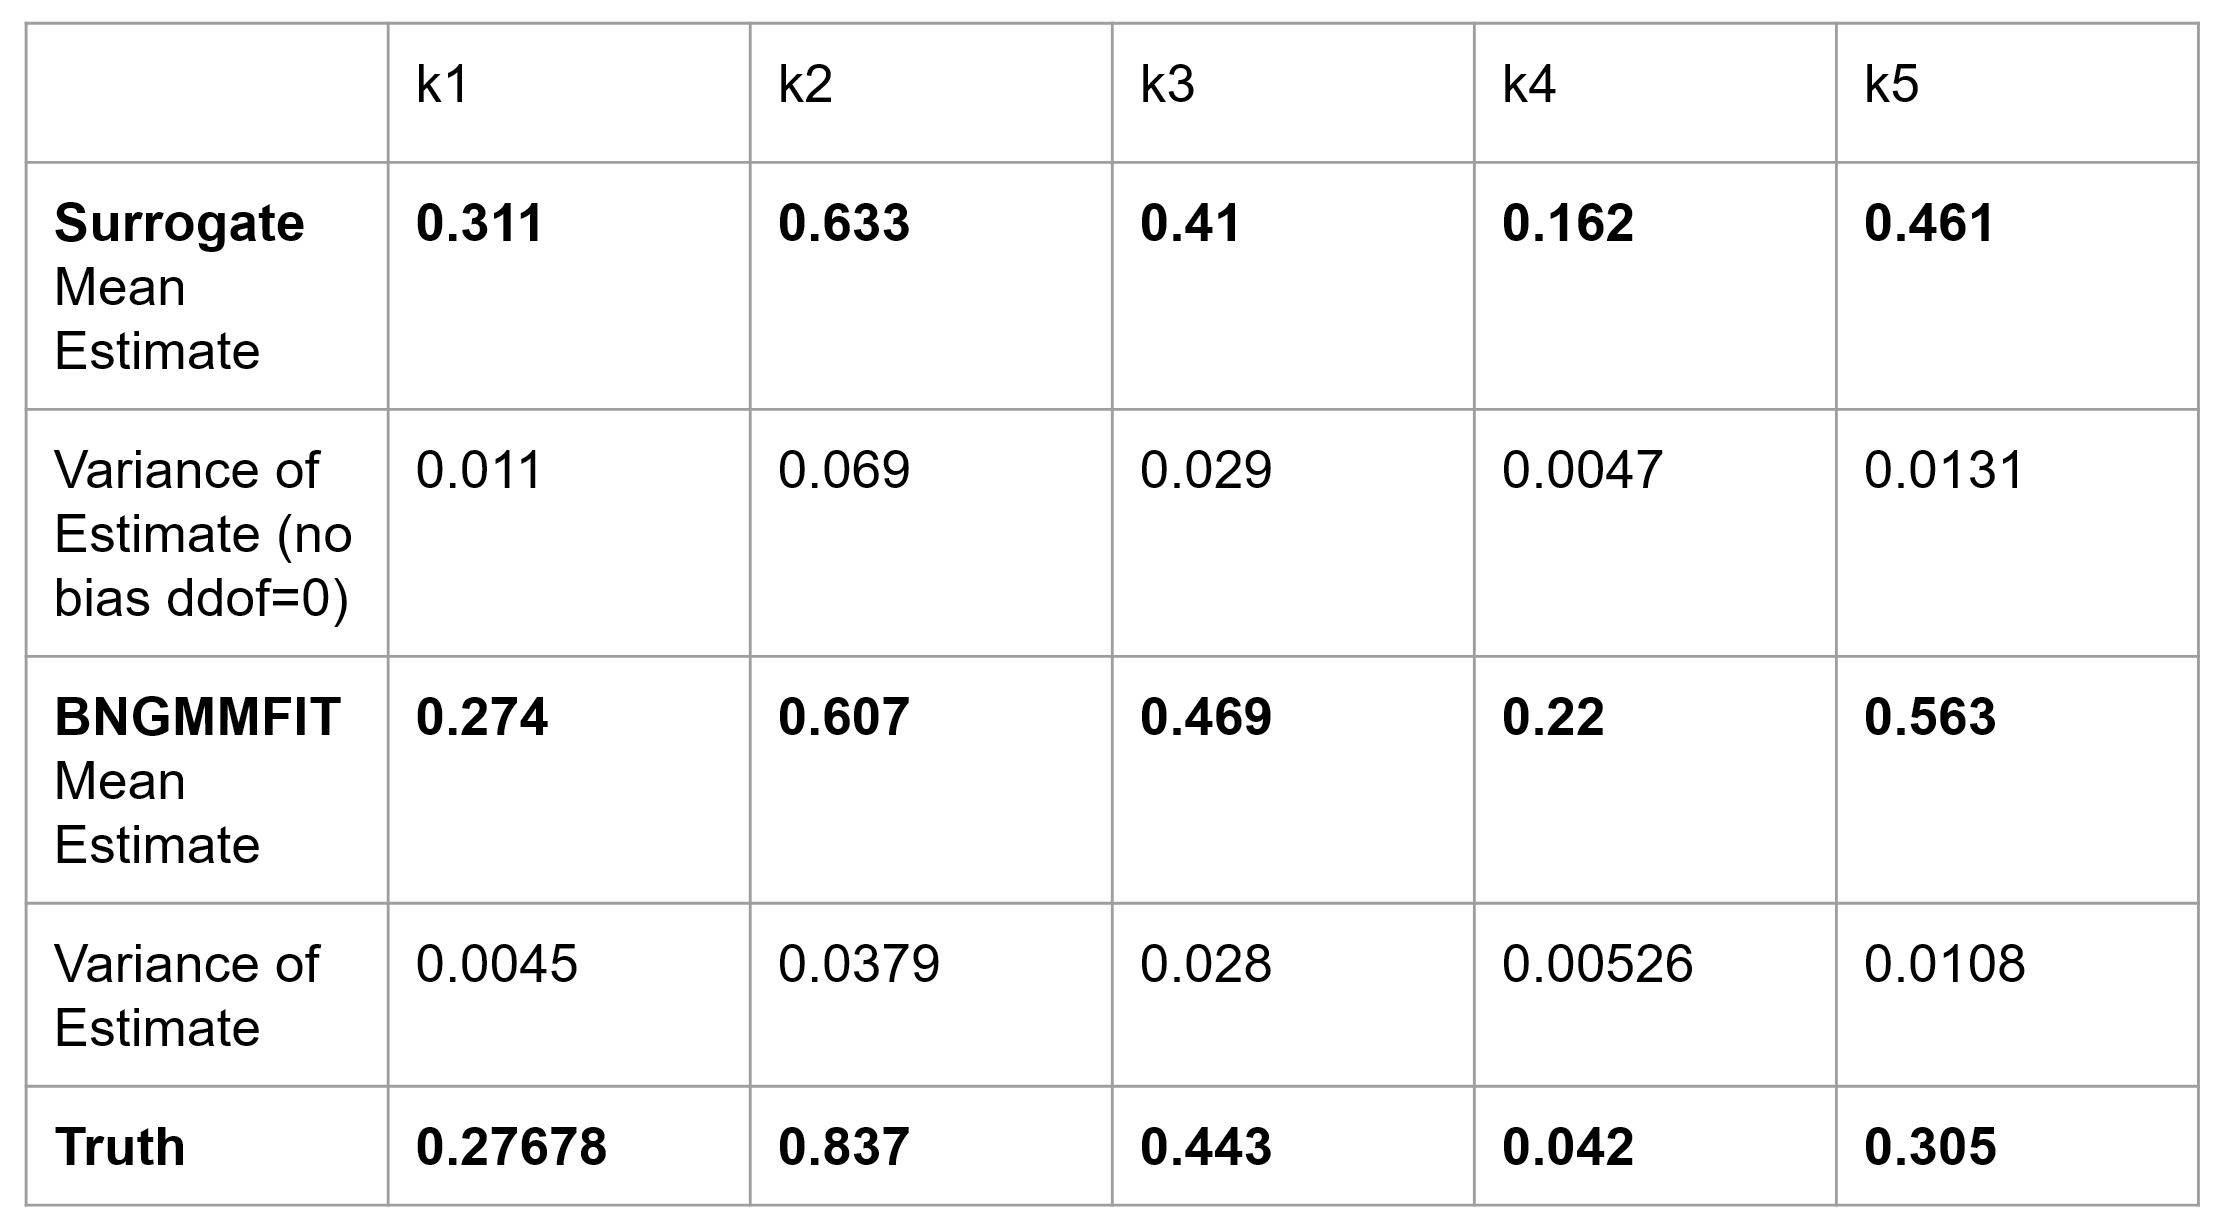 k1 k2 k3 k4 k5
Surrogate 0.311 0.633 0.41 0.162 0.461
Mean
Estimate
Variance of 0.011 0.069 0.029 0.0047 0.0131
Estimate (no
bias ddof=0)
BNGMMFIT 0.274 0.607 0.469 0.22 0.563
Mean
Estimate
Variance of 0.0045 0.0379 0.028 0.00526 0.0108
Estimate
Truth 0.27678 0.837 0.443 0.042 0.305